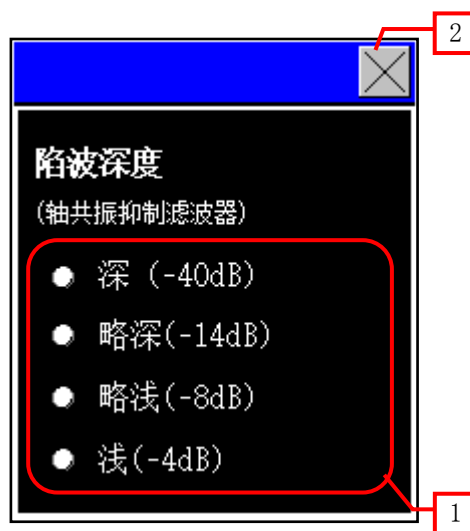 2
陷波深度
(轴共振抑制滤波器)
深 (-40dB)
略深(-14dB)
略浅(-8dB)
浅(-4dB)
1